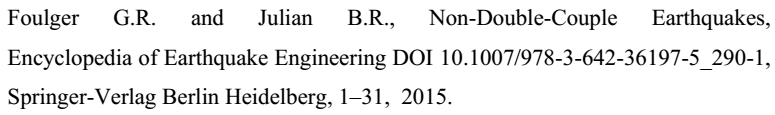 Foulger G.R. and Julian B.R., Non-Double-Couple Earthquakes,
Encyclopedia of Earthquake Engineering DOI 10.1007/978-3-642-36197-5_290-1,
Springer-Verlag Berlin Heidelberg, 1–31, 2015.